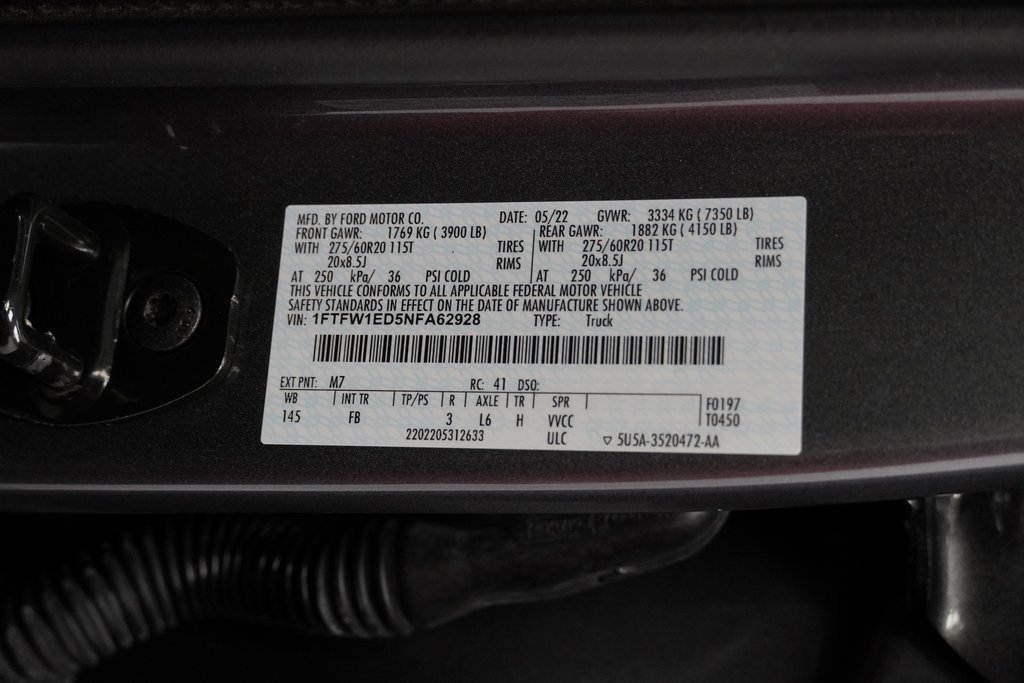 MFD. BY FORD MOTOR CO. DATE: 05/22 GVWR: 3334 KG ( 7350 LB)
FRONT GAWR: 1769 KG ( 3900 LB) REAR GAWR: 1882 KG ( 4150 LB)
WITH 275/60R20 115T TIRES WITH 275/60R20 115T TIRES
20x8.5J RIMS 20x8.5J RIMS
AT 250 kPa/ 36 PSI COLD AT 250 kPa/ 36 PSI COLD
THIS VEHICLE CONFORMS TO ALL APPLICABLE FEDERAL MOTOR VEHICLE
SAFETY STANDARDS IN EFFECT ON THE DATE OF MANUFACTURE SHOWN ABOVE.
VIN: 1FTFW1ED5NFA62928 TYPE: Truck
EXT PNT: M7 RC: 41 DSO:
WB INT TR TP/PS R AXLE TR SPR F0197
145 FB 3 L6 H VVCC T0450
2202205312633 ULC ▽ 5U5A-3520472-AA